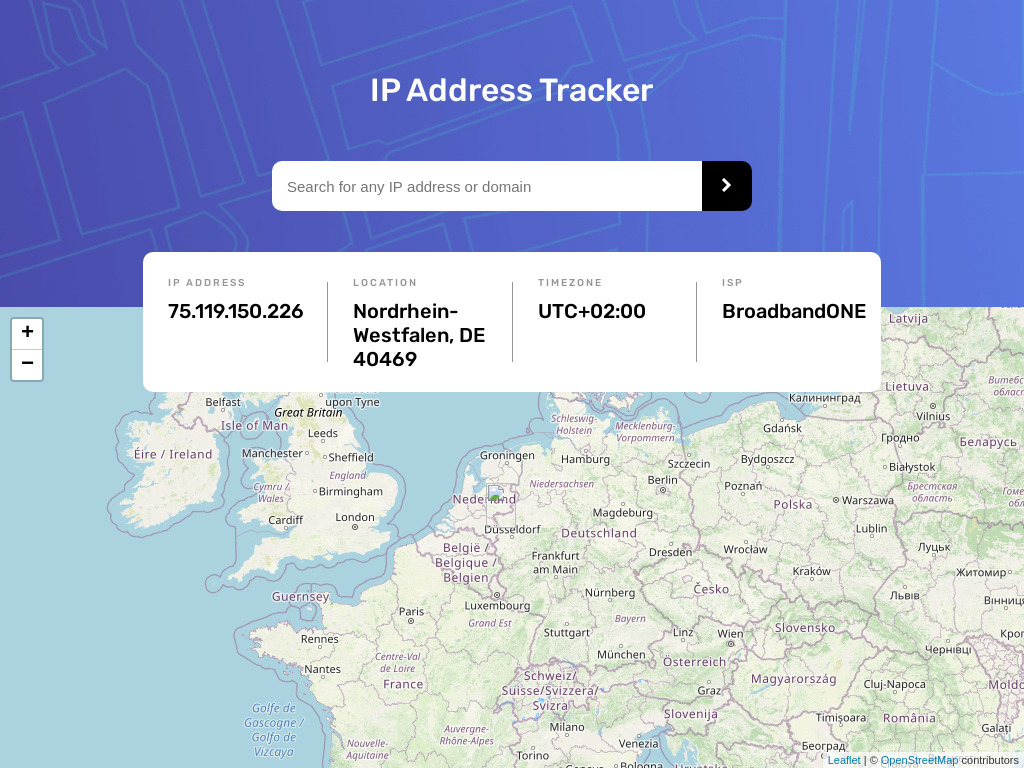 IP Address Tracker
Search for any IP address or domain
IP ADDRESS
75.119.150.226
LOCATION
Nordrhein-
Westfalen, DE
40469
TIMEZONE
UTC+02:00
ISP
BroadbandONE
+
−
Latvija
Lietuva
Калининград
Vilnius
Гродно
Беларусь
Belfast
upon Tyne
Great Britain
Isle of Man
Leeds
Éire / Ireland
Manchester
Sheffield
England
Cymru /
Wales
Birmingham
Cardiff
London
Schleswig-
Holstein
Mecklenburg-
Vorpommern
Gdańsk
Groningen
Hamburg
Szczecin
Bydgoszcz
Białystok
Niedersachsen
Berlin
Poznań
Брестская
область
Nederland
Warszawa
Polska
Magdeburg
Düsseldorf
Deutschland
Lublin
België /
Belgique /
Belgien
Frankfurt
am Main
Dresden
Wrocław
Луцьк
Kraków
Житомир
Guernsey
Luxembourg
Nürnberg
Česko
Львів
Paris
Grand Est
Bayern
Rennes
Stuttgart
Linz
Wien
Slovensko
Nantes
Centre-Val
de Loire
München
Österreich
Чернівці
France
Schweiz/
Suisse/Svizzera/
Svizra
Graz
Magyarország
Cluj-Napoca
Golfe de
Gascogne /
Golfo de
Vizcaya
Milano
Slovenija
Timișoara
România
Auvergne-
Rhône-Alpes
Nouvelle-
Aquitaine
Torino
Venezia
Београд
Galați
Bologna
Leaflet | © OpenStreetMap contributors